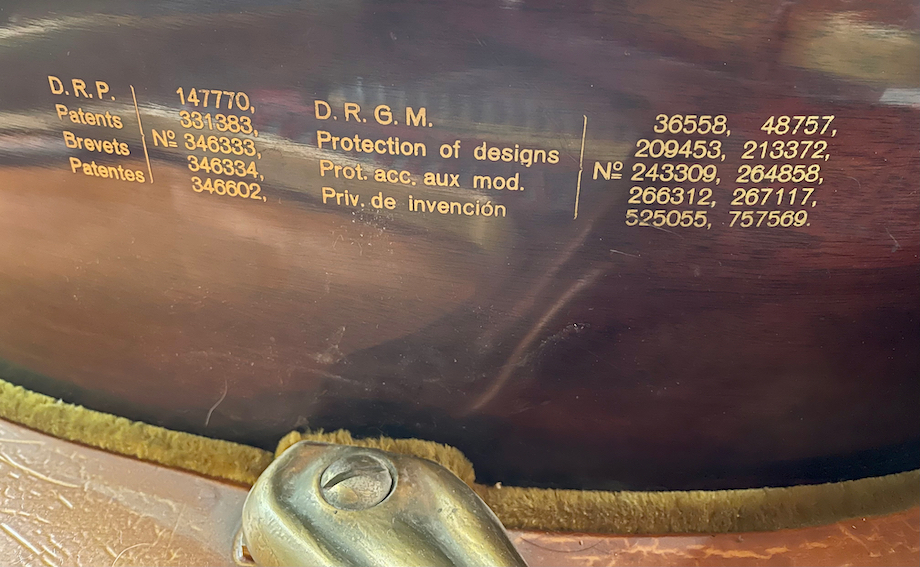 D.R.P.
Patents
Brevets
Patentes
147770,
331383,
Nº 346333,
346334,
346602,
D. R. G. M.
Protection of designs
Prot. acc. aux mod.
Priv. de invención
36558, 48757,
209453, 213372,
Nº 243309, 264858,
266312, 267117,
525055, 757569.